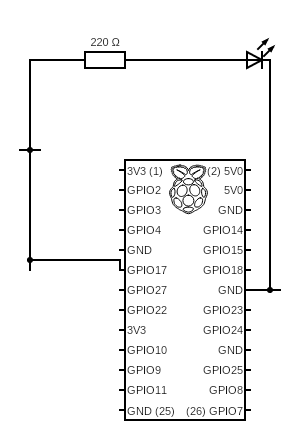 220 Ω
3V3 (1) (2) 5V0
GPIO2 5V0
GPIO3 GND
GPIO4 GPIO14
GND GPIO15
GPIO17 GPIO18
GPIO27 GND
GPIO22 GPIO23
3V3 GPIO24
GPIO10 GND
GPIO9 GPIO25
GPIO11 GPIO8
GND (25) (26) GPIO7